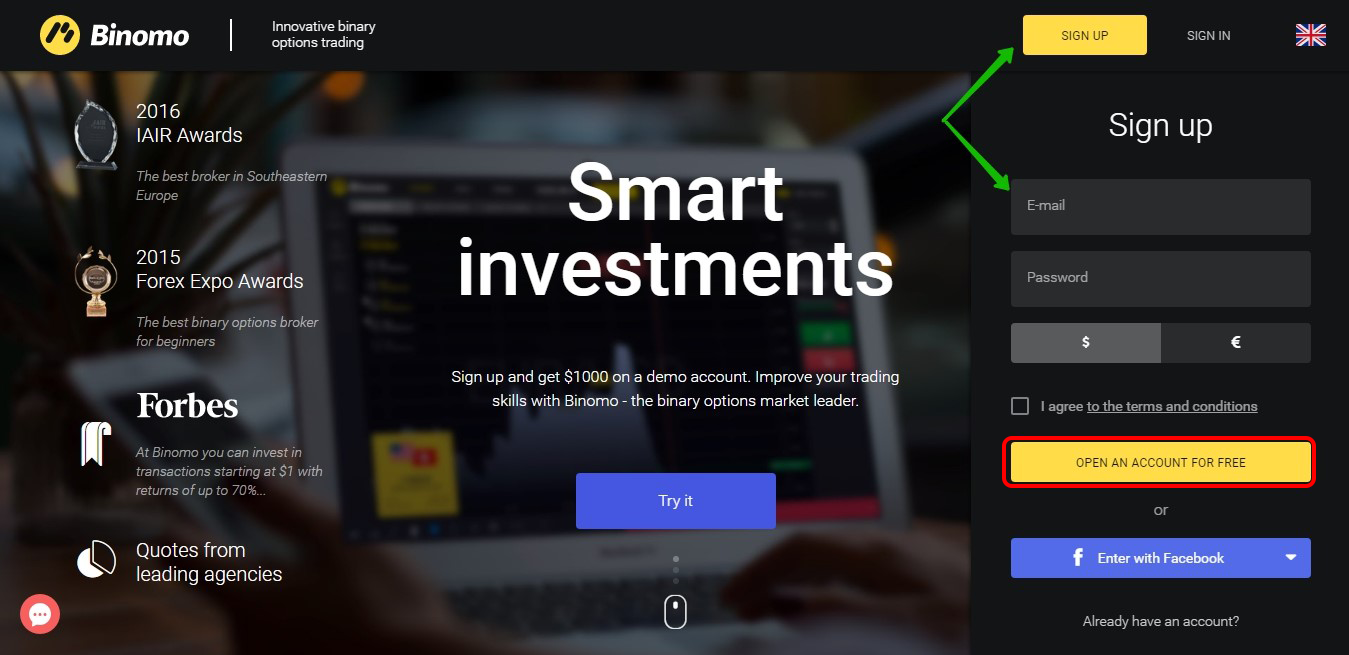 Binomo
Innovative binary
options trading
SIGN UP
SIGN IN
2016
IAIR Awards
The best broker in Southeastern
Europe
2015
Forex Expo Awards
The best binary options broker
for beginners
Forbes
At Binomo you can invest in
transactions starting at $1 with
returns of up to 70%...
Quotes from
leading agencies
Smart
investments
Sign up and get $1000 on a demo account. Improve your trading
skills with Binomo - the binary options market leader.
Try it
Sign up
E-mail
Password
$ €
I agree to the terms and conditions
OPEN AN ACCOUNT FOR FREE
or
f Enter with Facebook
Already have an account?